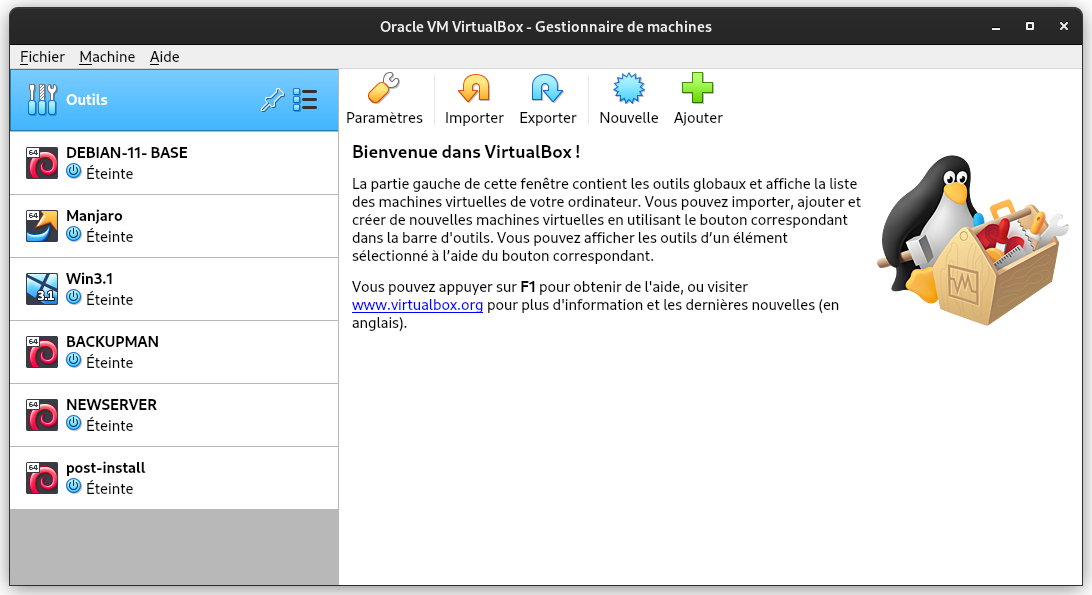 Oracle VM VirtualBox - Gestionnaire de machines
Fichier Machine Aide
Outils
Paramètres Importer Exporter Nouvelle Ajouter
64
DEBIAN-11- BASE
Éteinte
64
Manjaro
Éteinte
3.1
Win3.1
Éteinte
64
BACKUPMAN
Éteinte
64
NEWSERVER
Éteinte
64
post-install
Éteinte
Bienvenue dans VirtualBox !
La partie gauche de cette fenêtre contient les outils globaux et affiche la liste
des machines virtuelles de votre ordinateur. Vous pouvez importer, ajouter et
créer de nouvelles machines virtuelles en utilisant le bouton correspondant
dans la barre d'outils. Vous pouvez afficher les outils d’un élément
sélectionné à l’aide du bouton correspondant.
Vous pouvez appuyer sur F1 pour obtenir de l'aide, ou visiter
www.virtualbox.org pour plus d'information et les dernières nouvelles (en
anglais).